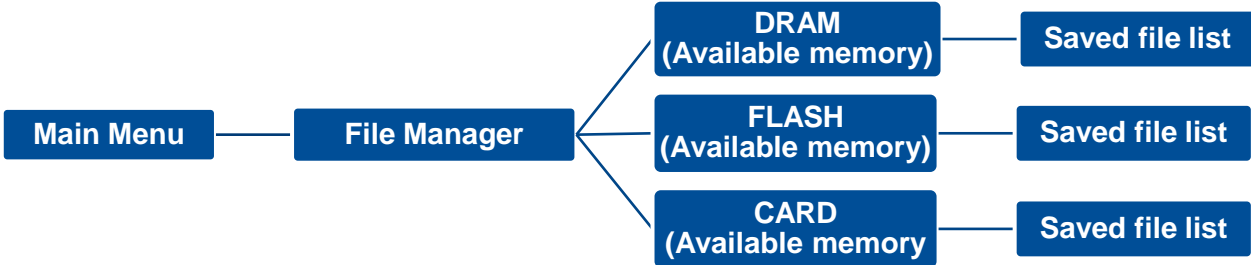 Main Menu
File Manager
DRAM
(Available memory)
Saved file list
FLASH
(Available memory)
Saved file list
CARD
(Available memory
Saved file list